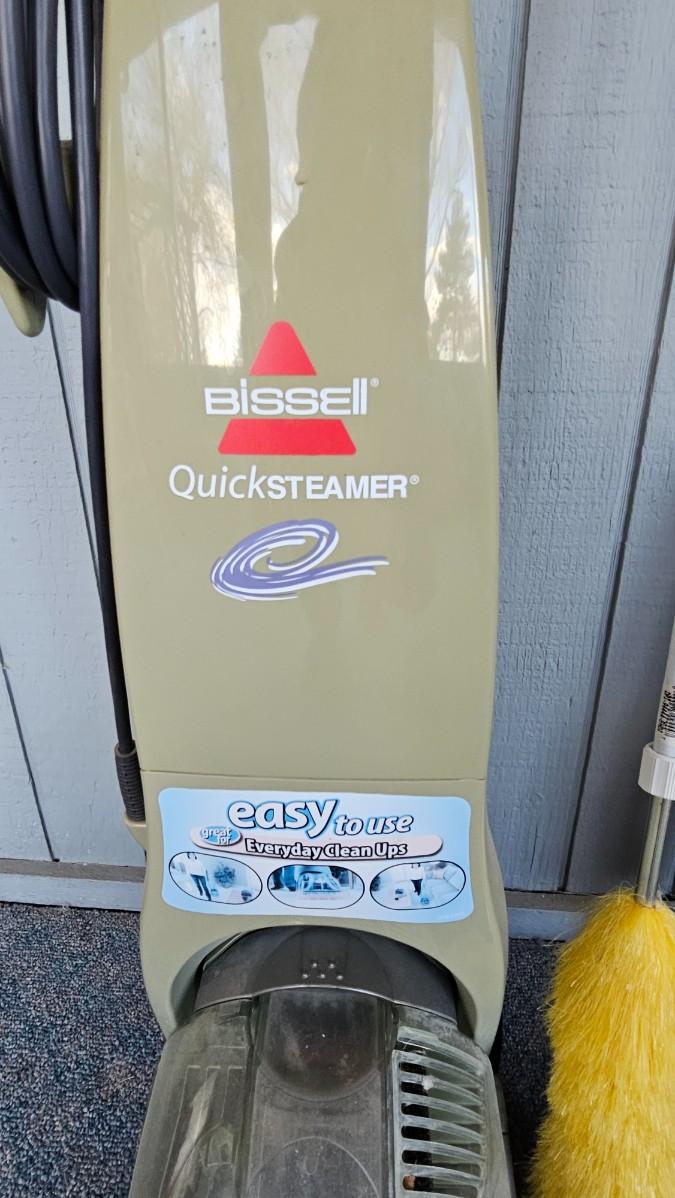 BISSELL®
QuickSTEAMER®
easy to use
great for
Everyday Clean Ups